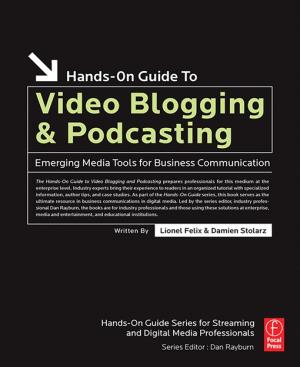 Hands-On Guide To
Video Blogging
& Podcasting
Emerging Media Tools for Business Communication
The Hands-On Guide to Video Blogging and Podcasting prepares professionals for this medium at the
enterprise level. Industry experts bring their experience to readers in an organized tutorial with specialized
information, author tips, and case studies. As part of the Hands-On Guide series, this book serves as the
ultimate resource in business communications in digital media. Led by the series editor, industry profes-
sional Dan Rayburn, the books are for industry professionals and those using these solutions at enterprise,
media and entertainment, and educational institutions.
Written By Lionel Felix & Damien Stolarz
Hands-On Guide Series for Streaming
and Digital Media Professionals
Series Editor : Dan Rayburn
Focal
Press